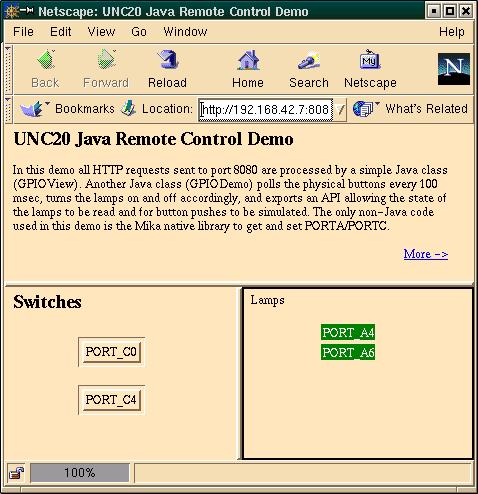 Netscape: UNC20 Java Remote Control Demo
File Edit View Go Window Help
Back Forward Reload Home Search My Netscape N
Bookmarks Location: http://192.168.42.7:808 What's Related
UNC20 Java Remote Control Demo
In this demo all HTTP requests sent to port 8080 are processed by a simple Java class
(GPIOView). Another Java class (GPIODemo) polls the physical buttons every 100
msec, turns the lamps on and off accordingly, and exports an API allowing the state of
the lamps to be read and for button pushes to be simulated. The only non-Java code
used in this demo is the Mika native library to get and set PORTA/PORTC.
More ->
Switches
PORT_C0
PORT_C4
Lamps
PORT_A4
PORT_A6
100%